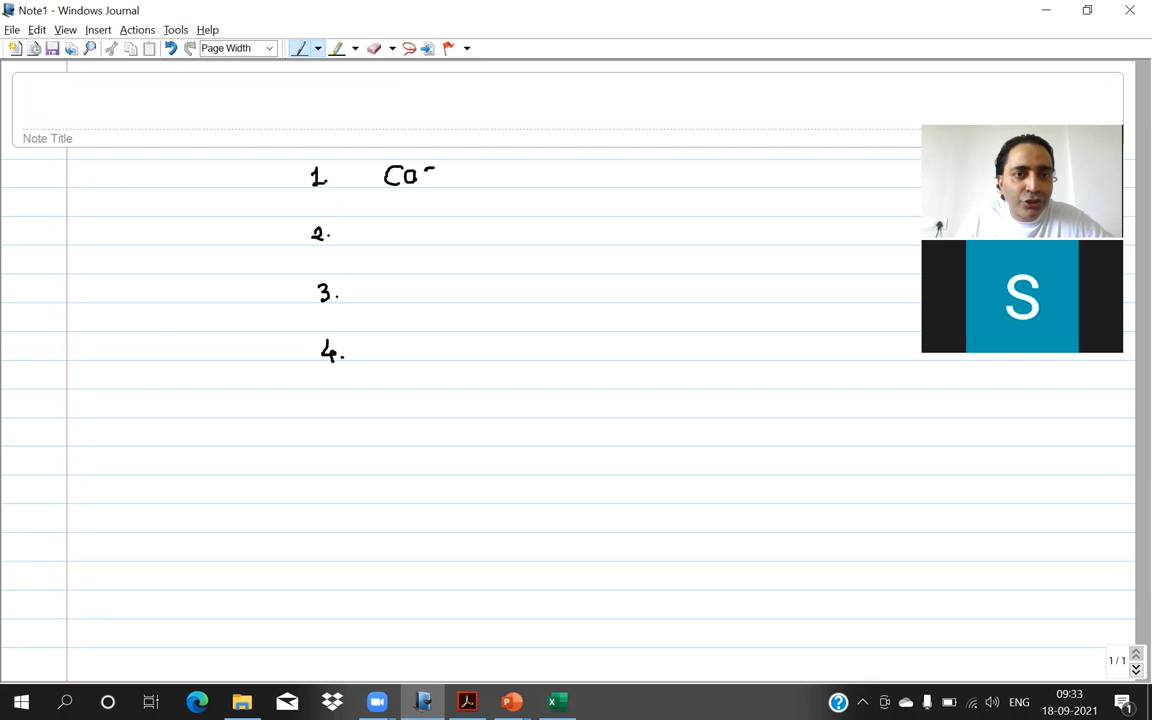 Note1 - Windows Journal
File Edit View Insert Actions Tools Help
Page Width
Note Title
1
2.
3.
4.
S
1 / 1
ENG
09:33
18-09-2021
1